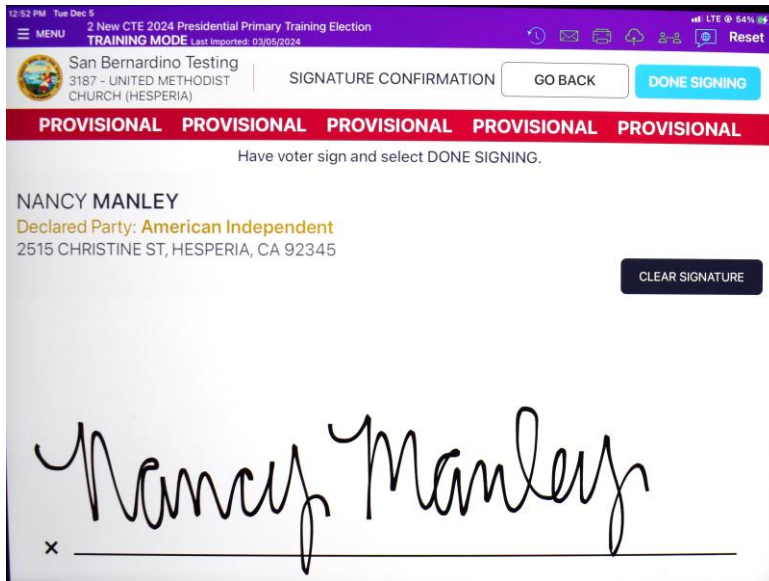 12:52 PM Tue Dec 5
LTE 54%
MENU
2 New CTE 2024 Presidential Primary Training Election
TRAINING MODE Last Imported: 03/05/2024
Reset
San Bernardino Testing
3187 - UNITED METHODIST
CHURCH (HESPERIA)
SIGNATURE CONFIRMATION
GO BACK
DONE SIGNING
PROVISIONAL PROVISIONAL PROVISIONAL PROVISIONAL PROVISIONAL
Have voter sign and select DONE SIGNING.
NANCY MANLEY
Declared Party: American Independent
2515 CHRISTINE ST, HESPERIA, CA 92345
CLEAR SIGNATURE
Nancy Manley
×